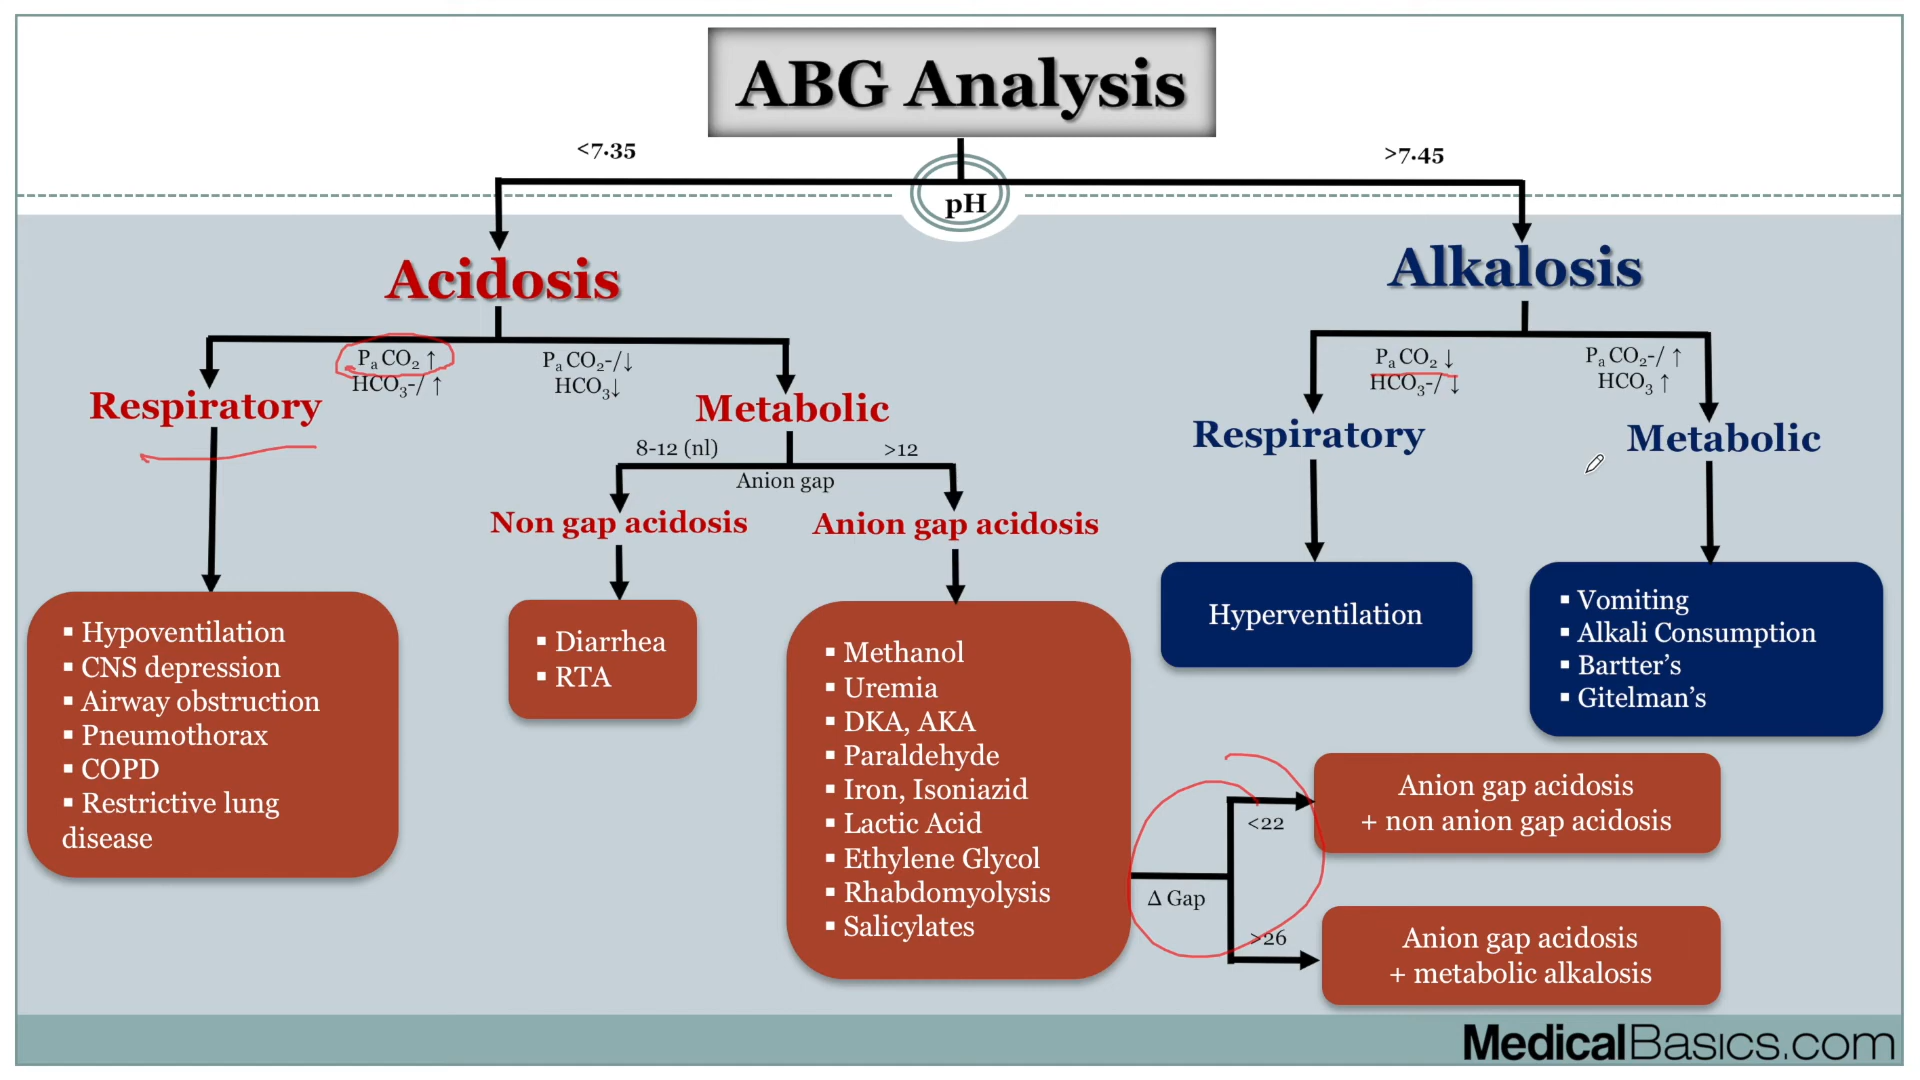 ABG Analysis
<7.35
>7.45
pH
Acidosis
Alkalosis
PₐCO₂ ↑
HCO₃-/ ↑
PₐCO₂-/↓
HCO₃↓
PₐCO₂ ↓
HCO₃-/ ↓
PₐCO₂-/ ↑
HCO₃ ↑
Respiratory
Metabolic
Respiratory
Metabolic
8-12 (nl)
>12
Anion gap
Non gap acidosis
Anion gap acidosis
▪ Hypoventilation
▪ CNS depression
▪ Airway obstruction
▪ Pneumothorax
▪ COPD
▪ Restrictive lung
disease
▪ Diarrhea
▪ RTA
▪ Methanol
▪ Uremia
▪ DKA, AKA
▪ Paraldehyde
▪ Iron, Isoniazid
▪ Lactic Acid
▪ Ethylene Glycol
▪ Rhabdomyolysis
▪ Salicylates
Hyperventilation
▪ Vomiting
▪ Alkali Consumption
▪ Bartter’s
▪ Gitelman’s
Δ Gap
<22
>26
Anion gap acidosis
+ non anion gap acidosis
Anion gap acidosis
+ metabolic alkalosis
MedicalBasics.com